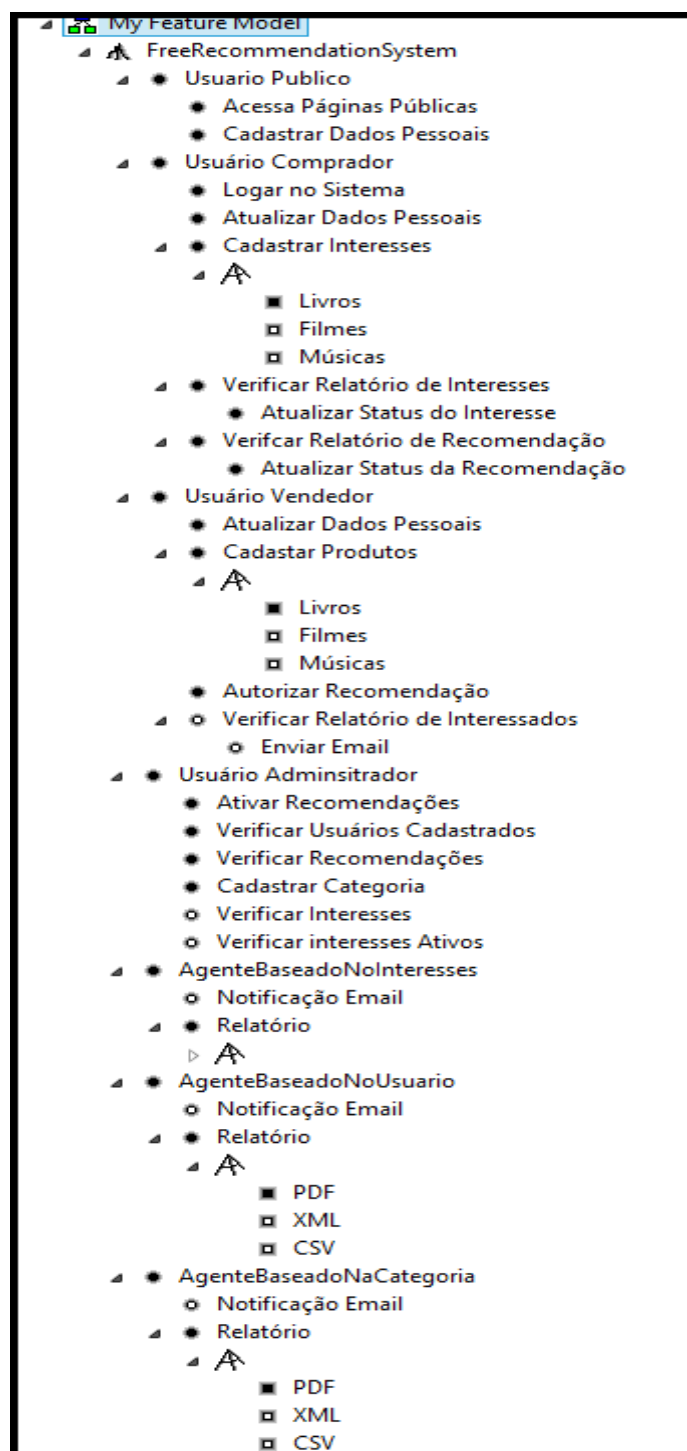 My Feature Model
FreeRecommendationSystem
Usuario Publico
Acessa Páginas Públicas
Cadastrar Dados Pessoais
Usuário Comprador
Logar no Sistema
Atualizar Dados Pessoais
Cadastrar Interesses
Livros
Filmes
Músicas
Verificar Relatório de Interesses
Atualizar Status do Interesse
Verifcar Relatório de Recomendação
Atualizar Status da Recomendação
Usuário Vendedor
Atualizar Dados Pessoais
Cadastar Produtos
Livros
Filmes
Músicas
Autorizar Recomendação
Verificar Relatório de Interessados
Enviar Email
Usuário Adminsitrador
Ativar Recomendações
Verificar Usuários Cadastrados
Verificar Recomendações
Cadastrar Categoria
Verificar Interesses
Verificar interesses Ativos
AgenteBaseadoNoInteresses
Notificação Email
Relatório
AgenteBaseadoNoUsuario
Notificação Email
Relatório
PDF
XML
CSV
AgenteBaseadoNaCategoria
Notificação Email
Relatório
PDF
XML
CSV